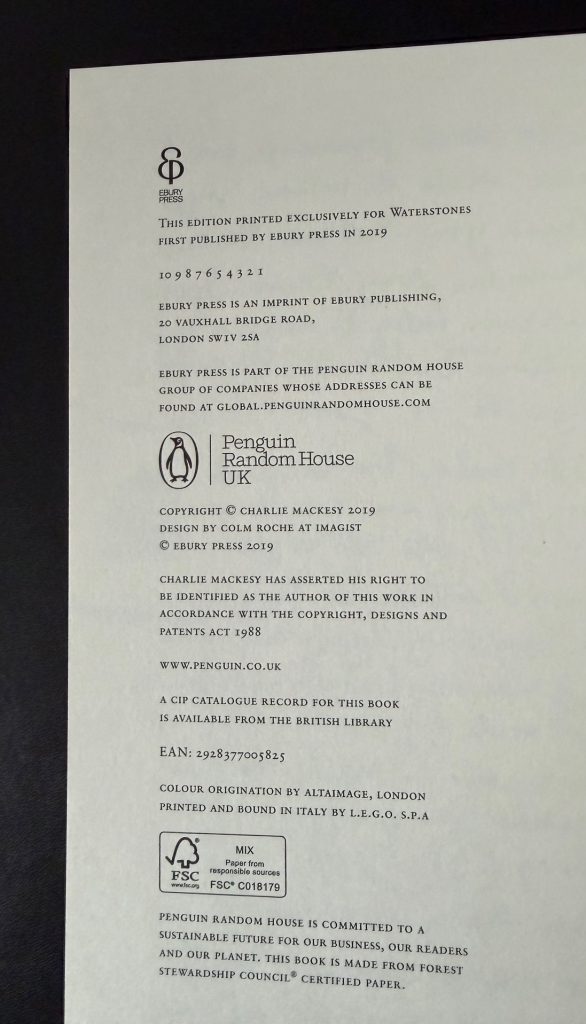 EBURY
PRESS
THIS EDITION PRINTED EXCLUSIVELY FOR WATERSTONES
FIRST PUBLISHED BY EBURY PRESS IN 2019
10 9 8 7 6 5 4 3 2 1
EBURY PRESS IS AN IMPRINT OF EBURY PUBLISHING,
20 VAUXHALL BRIDGE ROAD,
LONDON SW1V 2SA
EBURY PRESS IS PART OF THE PENGUIN RANDOM HOUSE
GROUP OF COMPANIES WHOSE ADDRESSES CAN BE
FOUND AT GLOBAL.PENGUINRANDOMHOUSE.COM
Penguin
Random House
UK
COPYRIGHT © CHARLIE MACKESY 2019
DESIGN BY COLM ROCHE AT IMAGIST
© EBURY PRESS 2019
CHARLIE MACKESY HAS ASSERTED HIS RIGHT TO
BE IDENTIFIED AS THE AUTHOR OF THIS WORK IN
ACCORDANCE WITH THE COPYRIGHT, DESIGNS AND
PATENTS ACT 1988
WWW.PENGUIN.CO.UK
A CIP CATALOGUE RECORD FOR THIS BOOK
IS AVAILABLE FROM THE BRITISH LIBRARY
EAN: 2928377005825
COLOUR ORIGINATION BY ALTAIMAGE, LONDON
PRINTED AND BOUND IN ITALY BY L.E.G.O. S.P.A
FSC
www.fsc.org
MIX
Paper from
responsible sources
FSC® C018179
PENGUIN RANDOM HOUSE IS COMMITTED TO A
SUSTAINABLE FUTURE FOR OUR BUSINESS, OUR READERS
AND OUR PLANET. THIS BOOK IS MADE FROM FOREST
STEWARDSHIP COUNCIL® CERTIFIED PAPER.